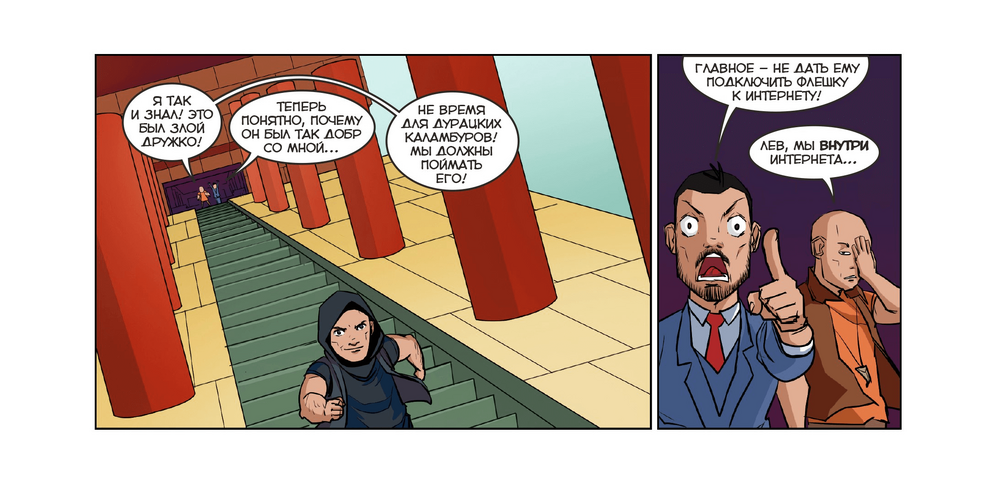 Я ТАК
И ЗНАЛ! ЭТО
БЫЛ ЗЛОЙ
ДРУЖКО!
ТЕПЕРЬ
ПОНЯТНО, ПОЧЕМУ
ОН БЫЛ ТАК ДОБР
СО МНОЙ...
НЕ ВРЕМЯ
ДЛЯ ДУРАЦКИХ
КАЛАМБУРОВ!
МЫ ДОЛЖНЫ
ПОЙМАТЬ
ЕГО!
ГЛАВНОЕ – НЕ ДАТЬ ЕМУ
ПОДКЛЮЧИТЬ ФЛЕШКУ
К ИНТЕРНЕТУ!
ЛЕВ, МЫ ВНУТРИ
ИНТЕРНЕТА...